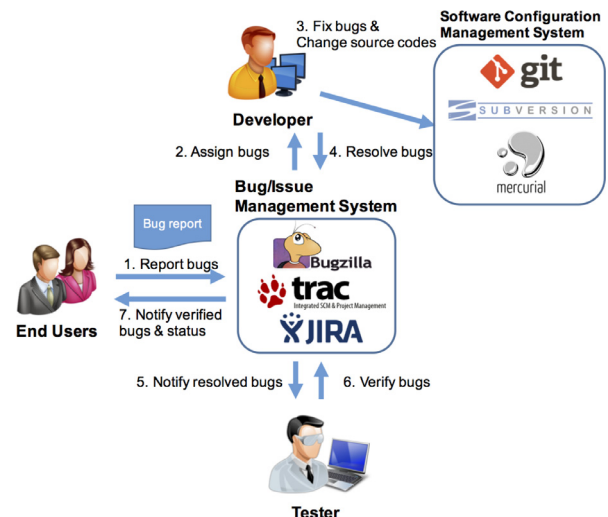 3. Fix bugs &
Change source codes
Software Configuration
Management System
git
SUBVERSION
mercurial
Developer
2. Assign bugs
4. Resolve bugs
Bug/Issue
Management System
Bug report
Bugzilla
1. Report bugs
trac
Integrated SCM & Project Management
JIRA
End Users
7. Notify verified
bugs & status
5. Notify resolved bugs
6. Verify bugs
Tester